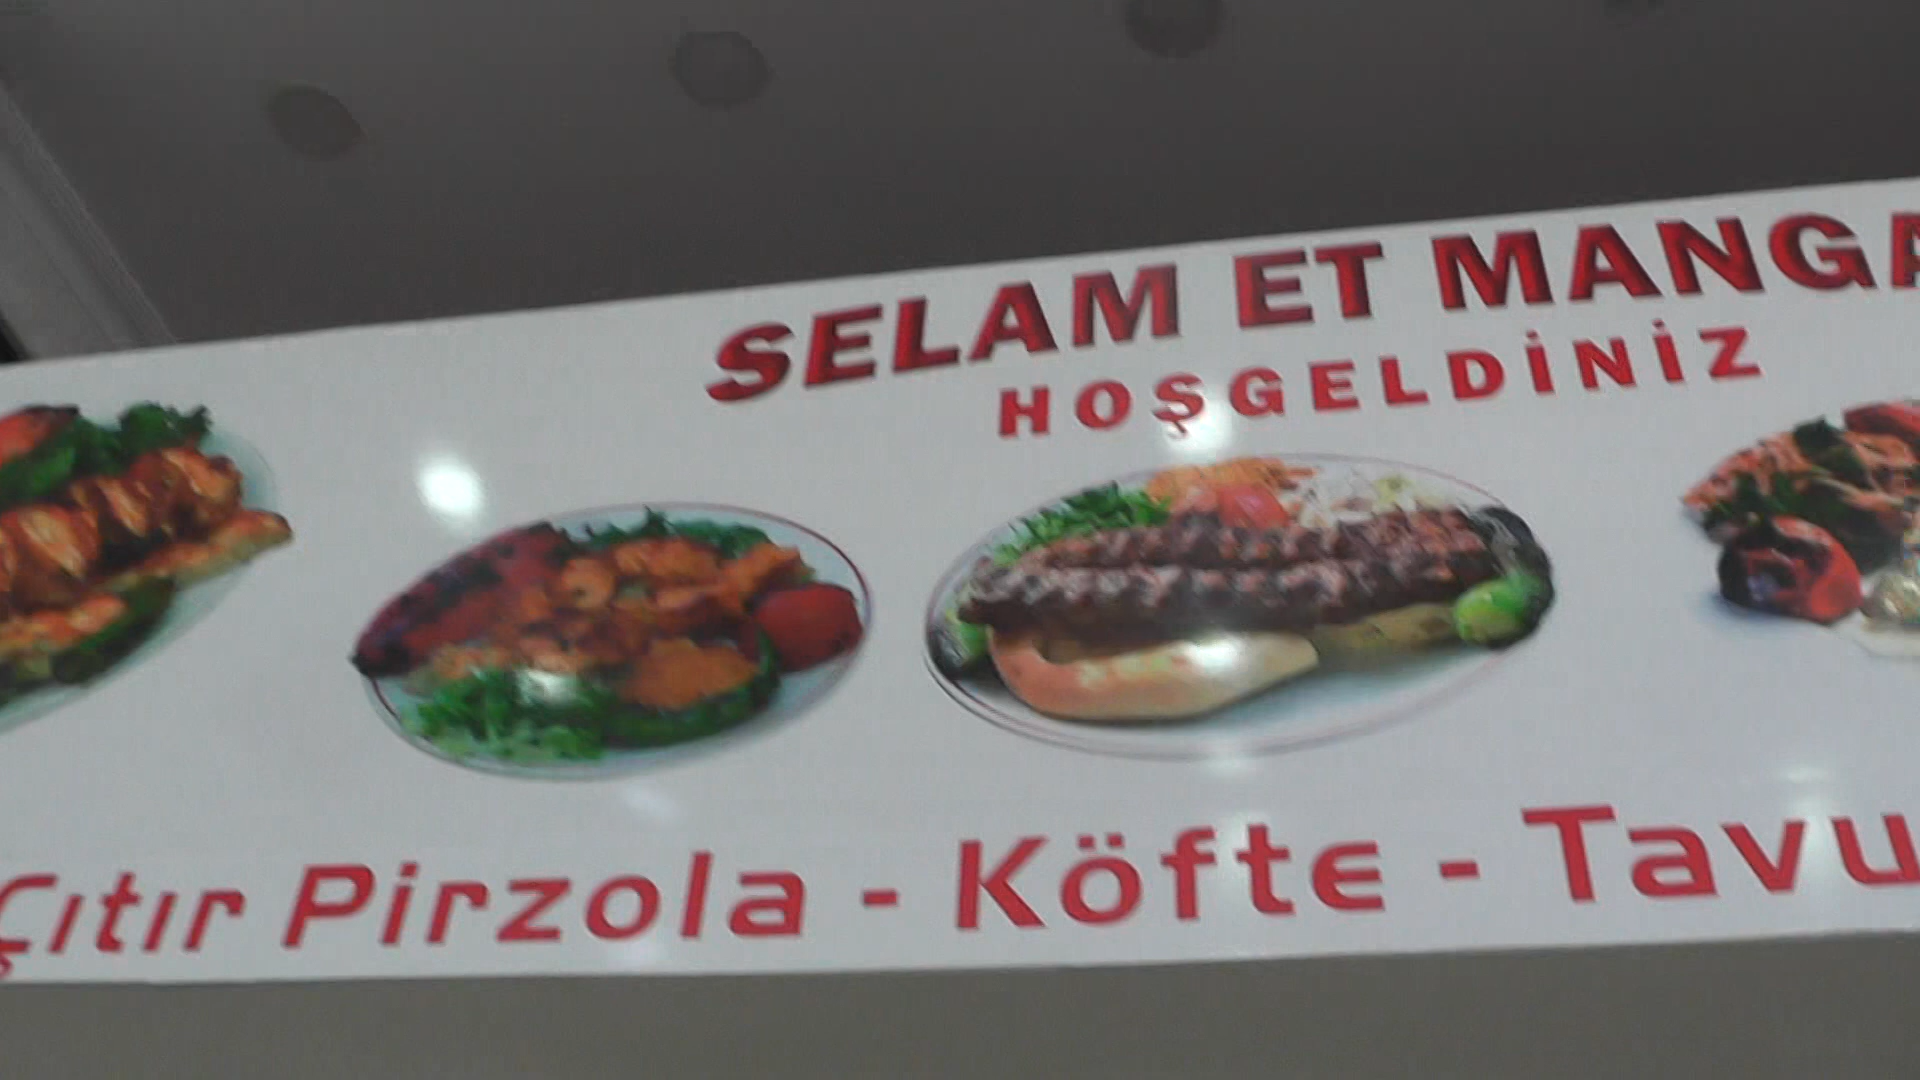 SELAM ET MANGA
HOŞGELDİNİZ
Çıtır Pirzola - Köfte - Tavu